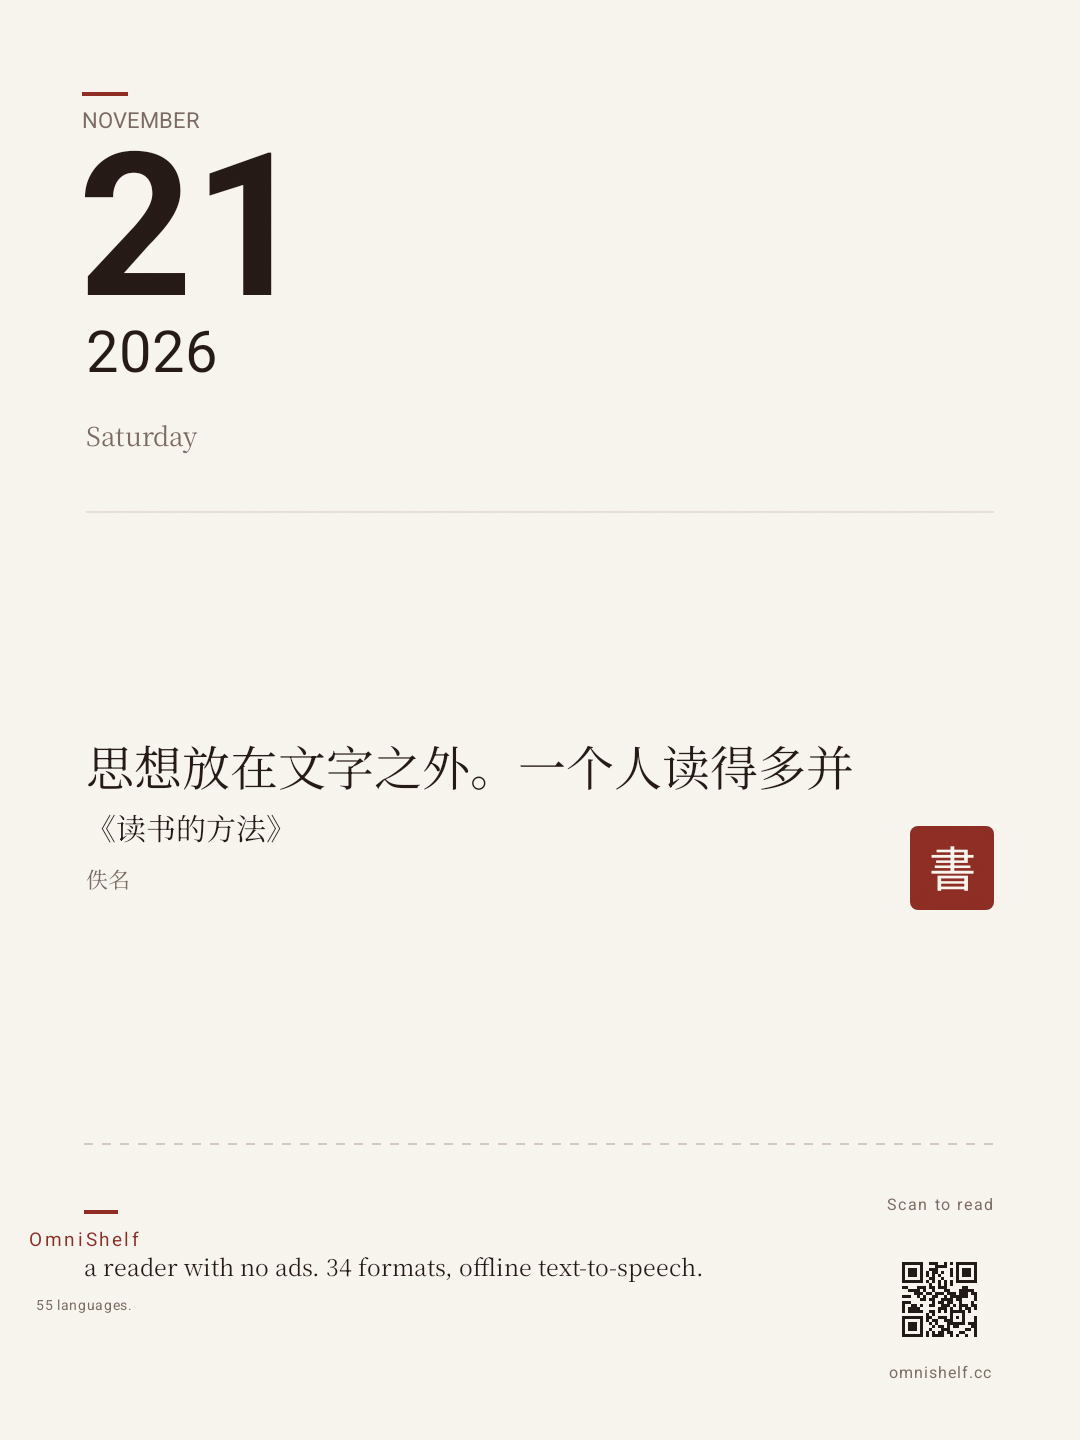 NOVEMBER
21
2026
Saturday
思想放在文字之外。一个人读得多并
《读书的方法》
佚名
書
Scan to read
OmniShelf
a reader with no ads. 34 formats, offline text-to-speech.
55 languages.
omnishelf.cc